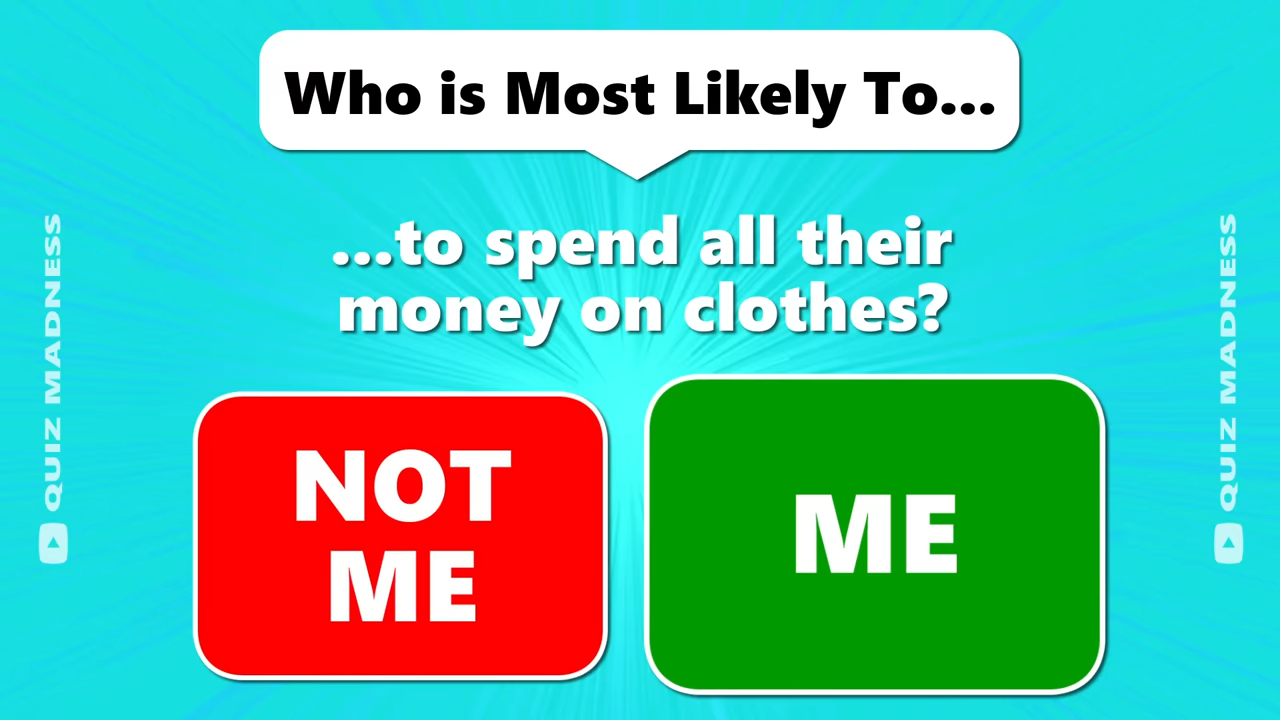 Who is Most Likely To...
...to spend all their
money on clothes?
NOT
ME
ME
QUIZ MADNESS
QUIZ MADNESS